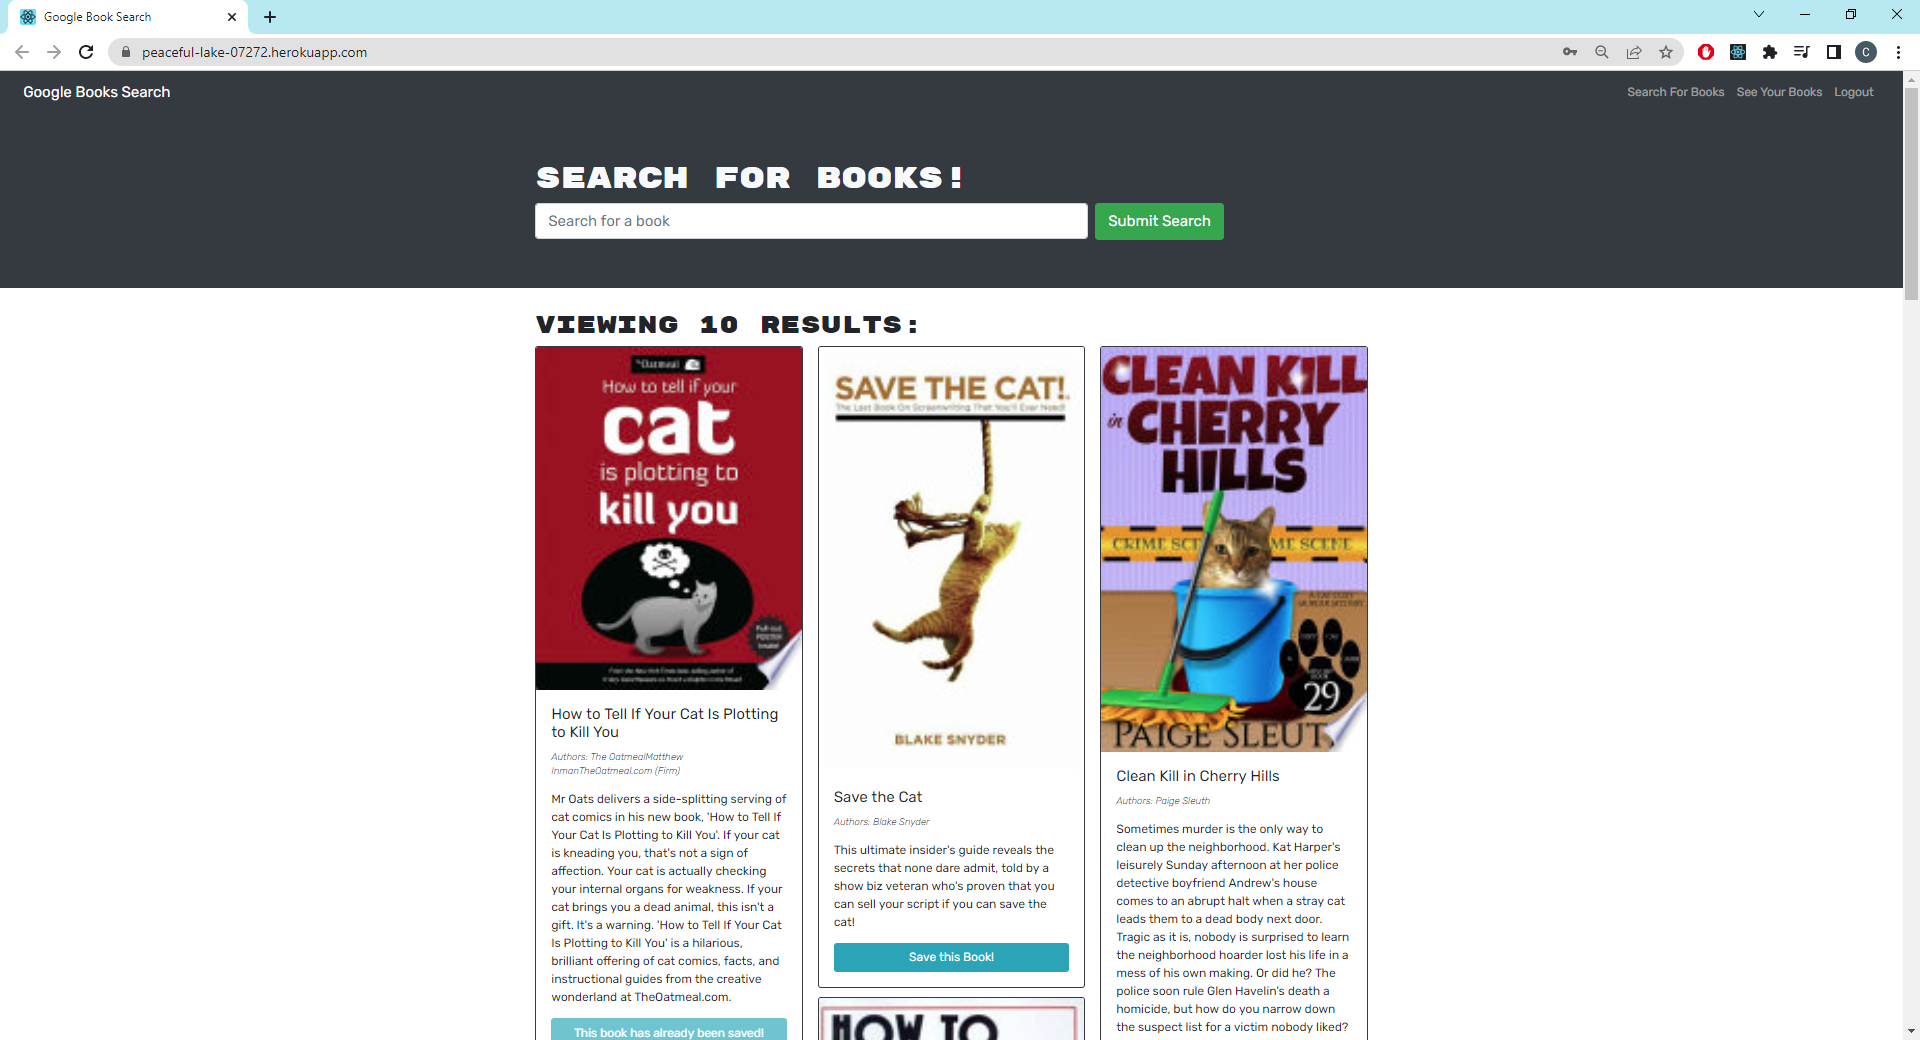 Google Book Search
peaceful-lake-07272.herokuapp.com
C
Google Books Search
Search For Books See Your Books Logout
SEARCH FOR BOOKS!
Search for a book
Submit Search
VIEWING 10 RESULTS:
The Oatmeal
How to tell if your
cat
is plotting to
kill you
Pull-out
POSTER
Inside!
How to Tell If Your Cat Is Plotting
to Kill You
Authors: The OatmealMatthew
InmanTheOatmeal.com (Firm)
Mr Oats delivers a side-splitting serving of
cat comics in his new book, 'How to Tell If
Your Cat Is Plotting to Kill You'. If your cat
is kneading you, that's not a sign of
affection. Your cat is actually checking
your internal organs for weakness. If your
cat brings you a dead animal, this isn't a
gift. It's a warning. 'How to Tell If Your Cat
Is Plotting to Kill You' is a hilarious,
brilliant offering of cat comics, facts, and
instructional guides from the creative
wonderland at TheOatmeal.com.
This book has already been saved!
SAVE THE CAT!
The Last Book On Screenwriting That You'll Ever Need!
BLAKE SNYDER
Save the Cat
Authors: Blake Snyder
This ultimate insider's guide reveals the
secrets that none dare admit, told by a
show biz veteran who's proven that you
can sell your script if you can save the
cat!
Save this Book!
HOW TO
CLEAN KILL
in CHERRY
HILLS
CRIME SCE ME SCENE
29
PAIGE SLEUT
Clean Kill in Cherry Hills
Authors: Paige Sleuth
Sometimes murder is the only way to
clean up the neighborhood. Kat Harper's
leisurely Sunday afternoon at her police
detective boyfriend Andrew's house
comes to an abrupt halt when a stray cat
leads them to a dead body next door.
Tragic as it is, nobody is surprised to learn
the neighborhood hoarder lost his life in a
mess of his own making. Or did he? The
police soon rule Glen Havelin's death a
homicide, but how do you narrow down
the suspect list for a victim nobody liked?